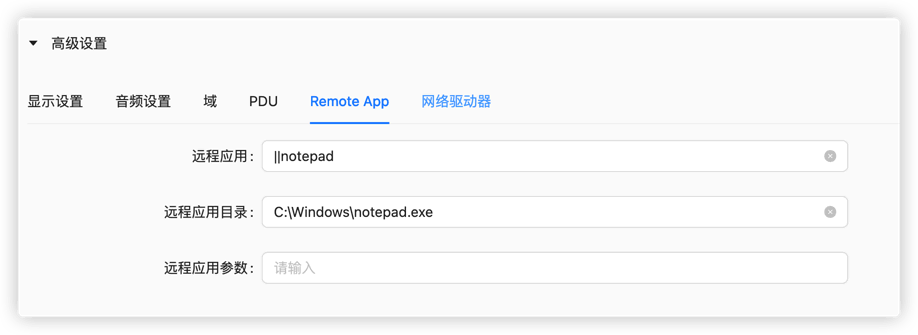 高级设置
显示设置 音频设置 域 PDU Remote App 网络驱动器
远程应用: ||notepad
远程应用目录: C:\Windows\notepad.exe
远程应用参数: 请输入